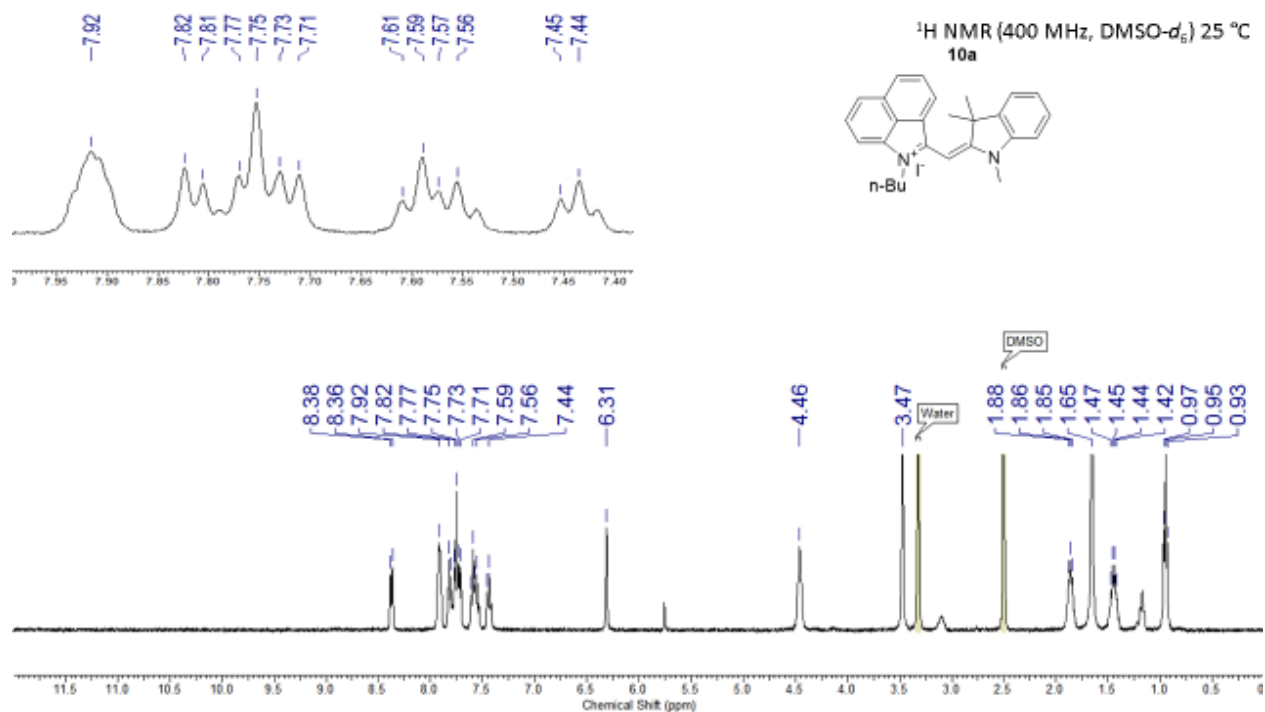 7.92 7.82 7.81 7.77 7.75 7.73 7.71 7.61 7.59 7.57 7.56 7.45 7.44
¹H NMR (400 MHz, DMSO-d₆) 25 °C
10a
N⁺
I⁻
n-Bu
N
7.95 7.90 7.85 7.80 7.75 7.70 7.65 7.60 7.55 7.50 7.45 7.40
DMSO
Water
8.38 8.36 7.92 7.82 7.77 7.75 7.73 7.71 7.59 7.56 7.44 6.31 4.46 3.47 1.88 1.86 1.85 1.65 1.47 1.45 1.44 1.42 0.97 0.95 0.93
11.5 11.0 10.5 10.0 9.5 9.0 8.5 8.0 7.5 7.0 6.5 6.0 5.5 5.0 4.5 4.0 3.5 3.0 2.5 2.0 1.5 1.0 0.5 0
Chemical Shift (ppm)